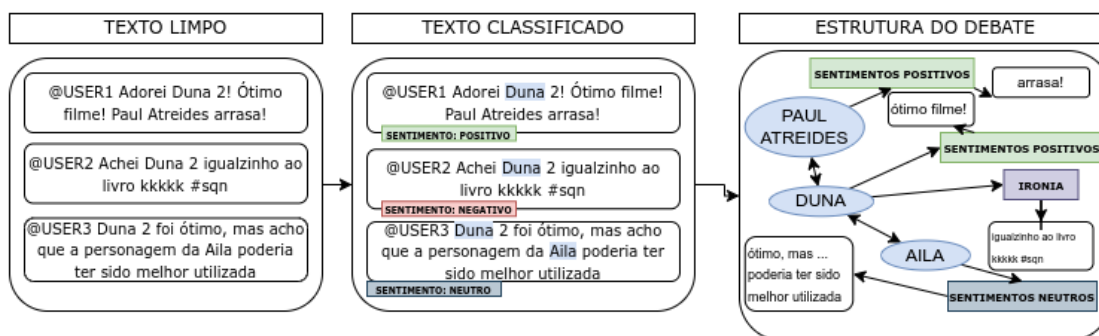 TEXTO LIMPO
@USER1 Adorei Duna 2! Ótimo
filme! Paul Atreides arrasa!
@USER2 Achei Duna 2 igualzinho ao
livro kkkkk #sqn
@USER3 Duna 2 foi ótimo, mas acho
que a personagem da Aila poderia
ter sido melhor utilizada
TEXTO CLASSIFICADO
@USER1 Adorei Duna 2! Ótimo filme!
Paul Atreides arrasa!
SENTIMENTO: POSITIVO
@USER2 Achei Duna 2 igualzinho ao
livro kkkkk #sqn
SENTIMENTO: NEGATIVO
@USER3 Duna 2 foi ótimo, mas acho
que a personagem da Aila poderia
ter sido melhor utilizada
SENTIMENTO: NEUTRO
ESTRUTURA DO DEBATE
SENTIMENTOS POSITIVOS
arrasa!
ótimo filme!
PAUL
ATREIDES
SENTIMENTOS POSITIVOS
IRONIA
DUNA
igualzinho ao livro
kkkkk #sqn
AILA
ótimo, mas ...
poderia ter sido
melhor utilizada
SENTIMENTOS NEUTROS